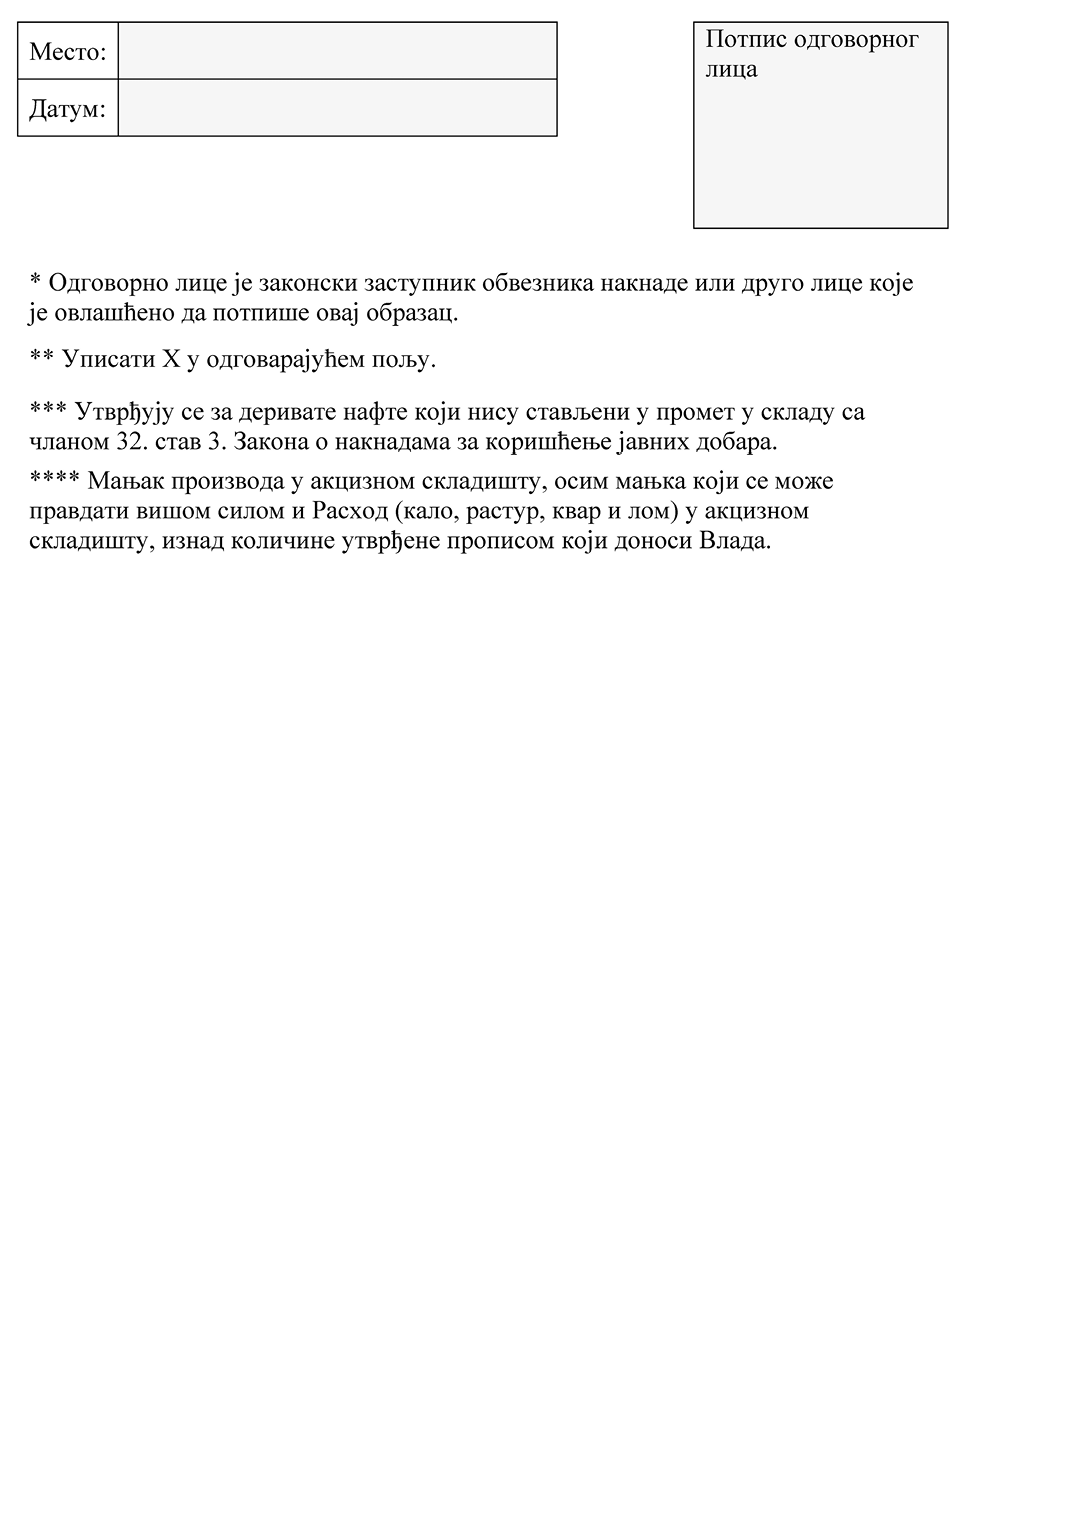 Место:
Датум:
Потпис одговорног
лица
* Одговорно лице је законски заступник обвезника накнаде или друго лице које
је овлашћено да потпише овај образац.
** Уписати X у одговарајућем пољу.
*** Утврђују се за деривате нафте који нису стављени у промет у складу са
чланом 32. став 3. Закона о накнадама за коришћење јавних добара.
**** Мањак производа у акцизном складишту, осим мањка који се може
правдати вишом силом и Расход (кало, растур, квар и лом) у акцизном
складишту, изнад количине утврђене прописом који доноси Влада.